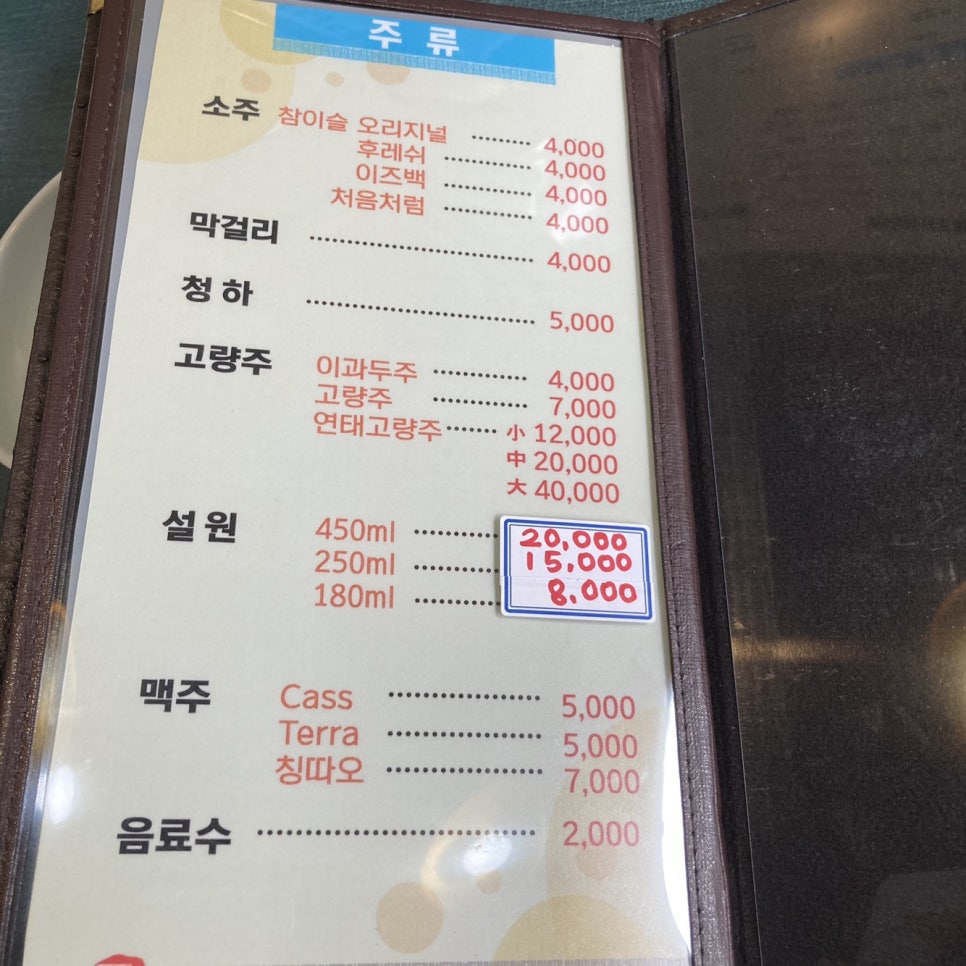 주 류
소주 참이슬 오리지널 ........ 4,000
후레쉬 ............ 4,000
이즈백 ............ 4,000
처음처럼 ............ 4,000
막걸리 .............................. 4,000
청 하 .............................. 5,000
고량주 이과두주 ............ 4,000
고량주 ............ 7,000
연태고량주 ....... 小 12,000
中 20,000
大 40,000
설 원 450ml ........... 20,000
250ml ........... 15,000
180ml ........... 8,000
맥주 Cass .................... 5,000
Terra .................... 5,000
칭따오 .................... 7,000
음료수 .................................... 2,000